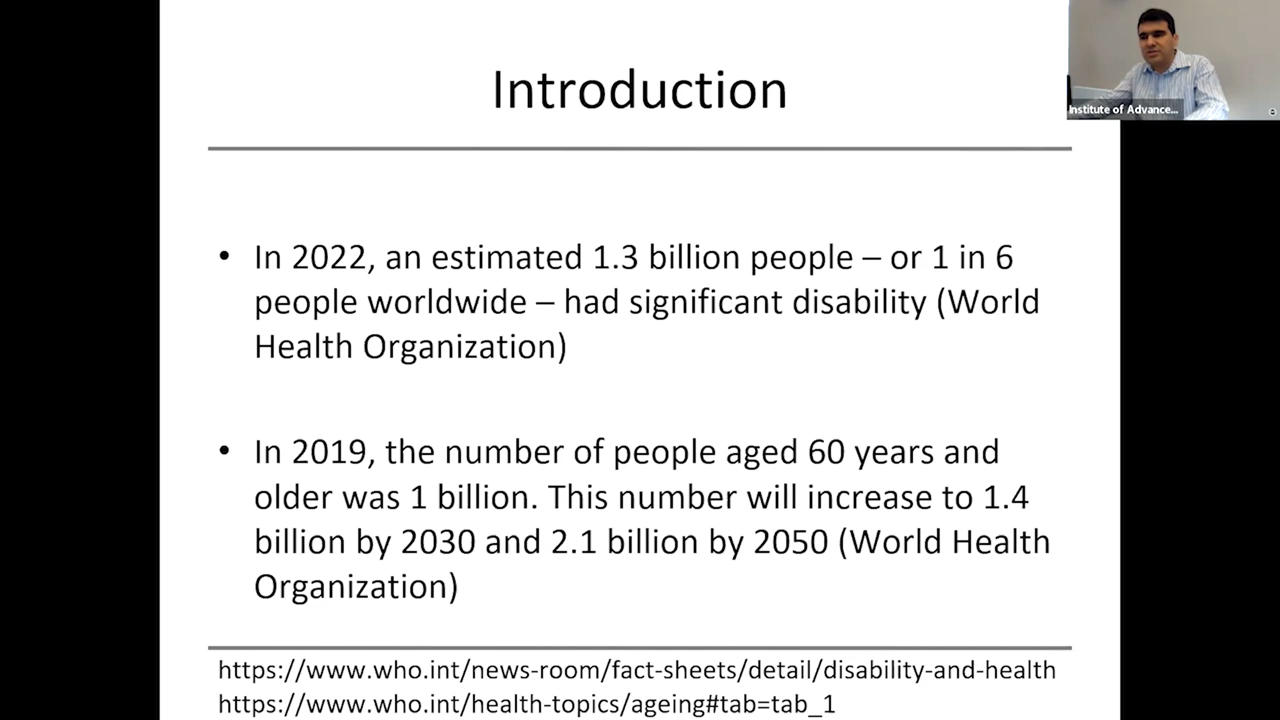 Introduction
Institute of Advance...
• In 2022, an estimated 1.3 billion people – or 1 in 6
people worldwide – had significant disability (World
Health Organization)
• In 2019, the number of people aged 60 years and
older was 1 billion. This number will increase to 1.4
billion by 2030 and 2.1 billion by 2050 (World Health
Organization)
https://www.who.int/news-room/fact-sheets/detail/disability-and-health
https://www.who.int/health-topics/ageing#tab=tab_1